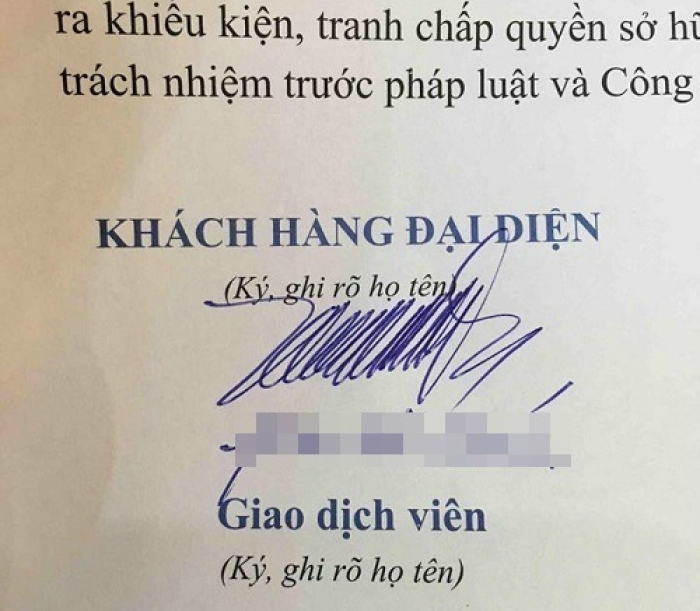 ra khiêu kiện, tranh chấp quyền sở hữ
trách nhiệm trước pháp luật và Công
KHÁCH HÀNG ĐẠI DIỆN
(Ký, ghi rõ họ tên)
Giao dịch viên
(Ký, ghi rõ họ tên)